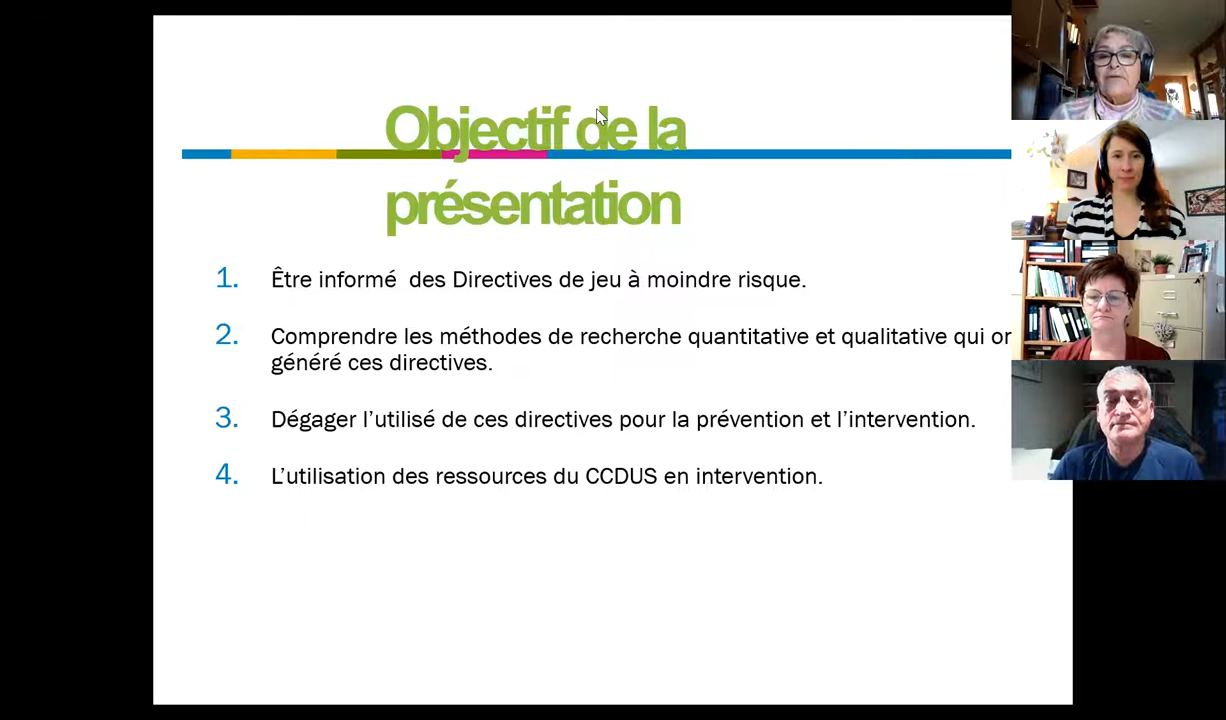 Objectif de la
présentation
1. Être informé des Directives de jeu à moindre risque.
2. Comprendre les méthodes de recherche quantitative et qualitative qui
généré ces directives.
3. Dégager l’utilisé de ces directives pour la prévention et l’intervention.
4. L’utilisation des ressources du CCDUS en intervention.